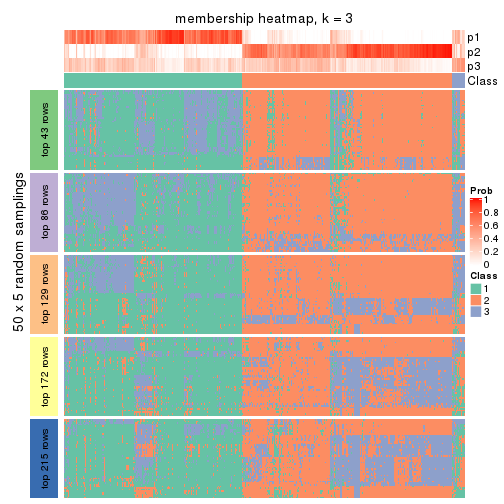 membership heatmap, k = 3
p1
p2
p3
Class
50 x 5 random samplings
top 43 rows
top 86 rows
top 129 rows
top 172 rows
top 215 rows
Prob
1
0.8
0.6
0.4
0.2
0
Class
1
2
3